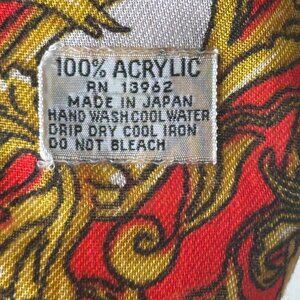 100% ACRYLIC
RN 13962
MADE IN JAPAN
HAND WASH COOL WATER
DRIP DRY COOL IRON
DO NOT BLEACH